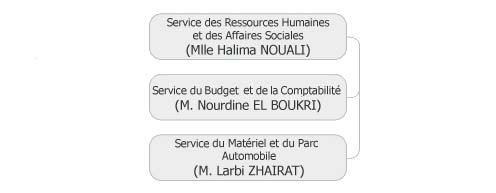 Service des Ressources Humaines
et des Affaires Sociales
(Mlle Halima NOUALI)
Service du Budget et de la Comptabilité
(M. Nourdine EL BOUKRI)
Service du Matériel et du Parc
Automobile
(M. Larbi ZHAIRAT)